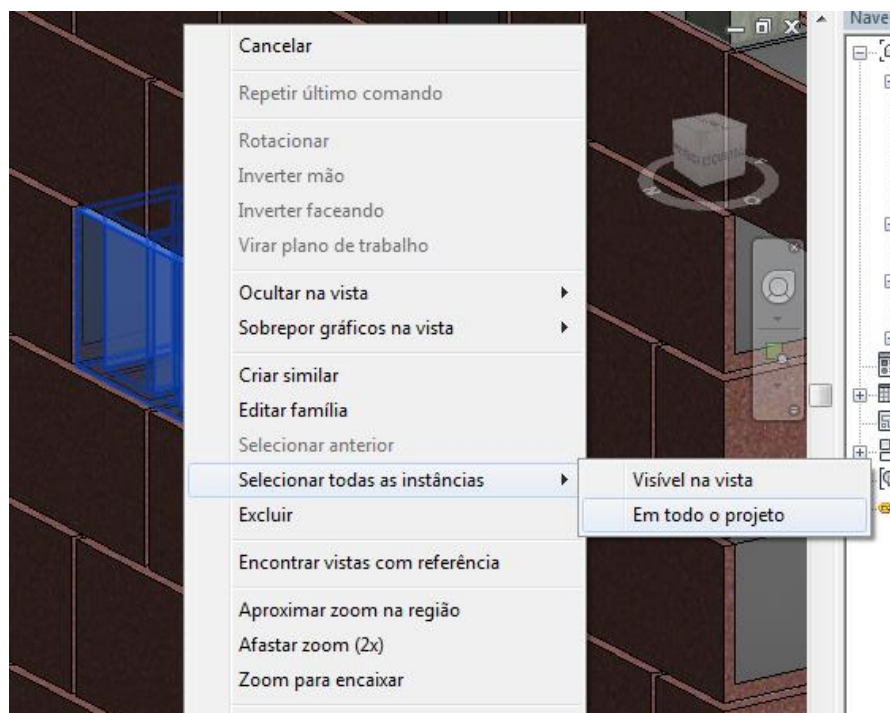 Nave
Cancelar
Repetir último comando
Rotacionar
Inverter mão
Inverter faceando
Virar plano de trabalho
Ocultar na vista
Sobrepor gráficos na vista
Criar similar
Editar família
Selecionar anterior
Selecionar todas as instâncias
Visível na vista
Em todo o projeto
Excluir
Encontrar vistas com referência
Aproximar zoom na região
Afastar zoom (2x)
Zoom para encaixar